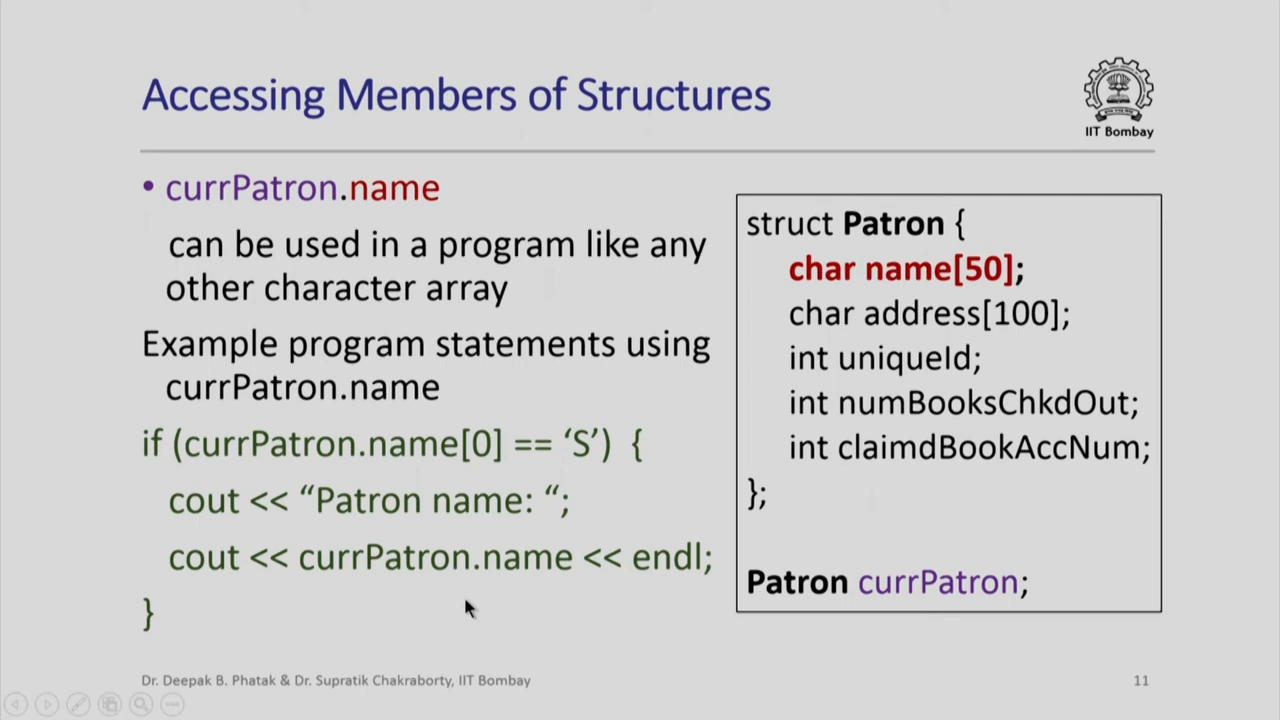 Accessing Members of Structures
IIT Bombay
• currPatron.name
can be used in a program like any
other character array
Example program statements using
currPatron.name
if (currPatron.name[0] == ‘S’) {
cout << “Patron name: “;
cout << currPatron.name << endl;
}
struct Patron {
char name[50];
char address[100];
int uniqueId;
int numBooksChkdOut;
int claimdBookAccNum;
};
Patron currPatron;
Dr. Deepak B. Phatak & Dr. Supratik Chakraborty, IIT Bombay
11